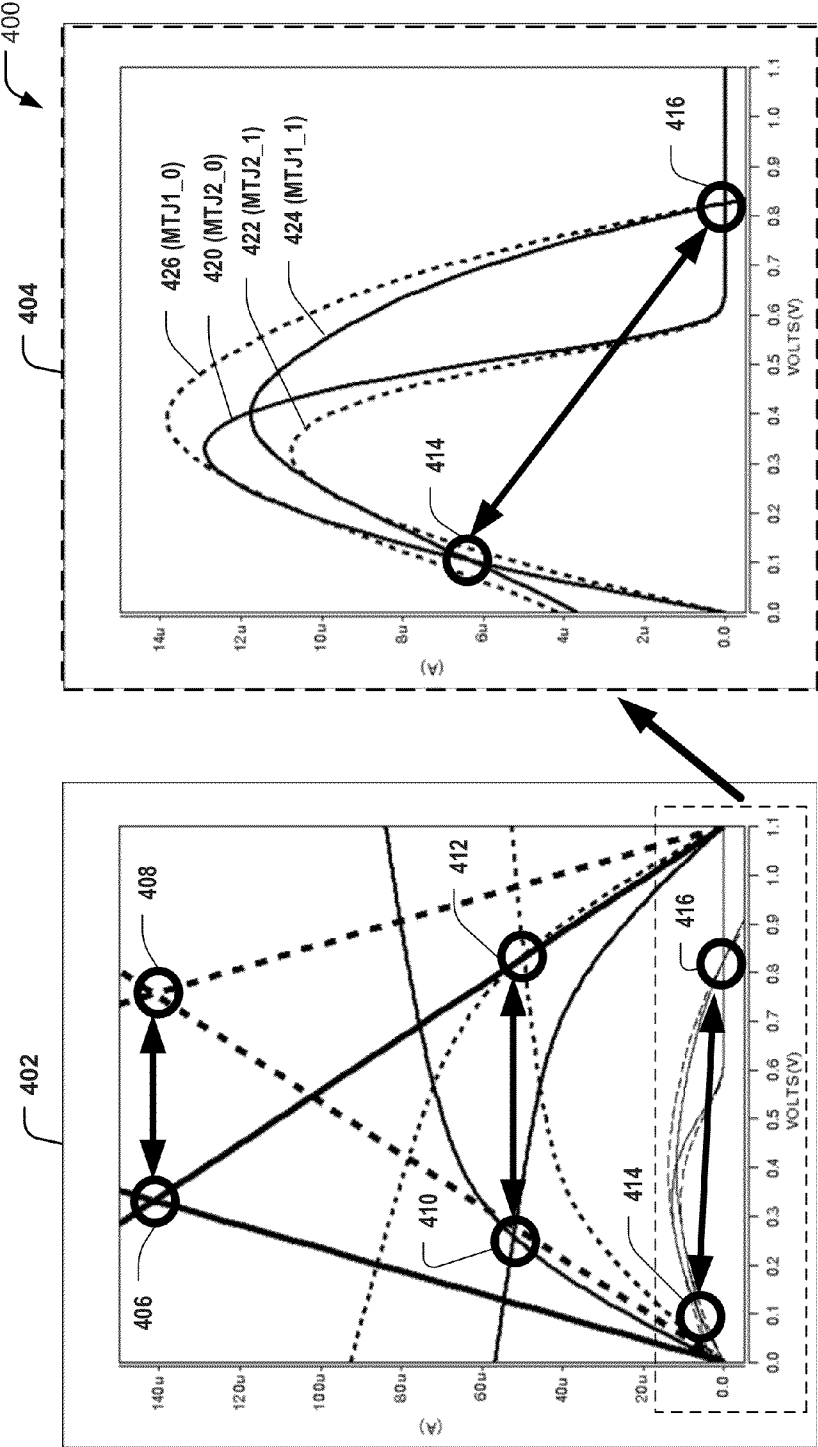 400
402
404
140u
120u
100u
80u
60u
40u
20u
0.0
(A)
406
408
410
412
414
416
0.0 0.1 0.2 0.3 0.4 0.5 0.6 0.7 0.8 0.9 1.0 1.1
VOLTS(V)
14u
12u
10u
8u
6u
4u
2u
0.0
(A)
426 (MTJ1_0)
420 (MTJ2_0)
422 (MTJ2_1)
424 (MTJ1_1)
414
416
0.0 0.1 0.2 0.3 0.4 0.5 0.6 0.7 0.8 0.9 1.0 1.1
VOLTS(V)